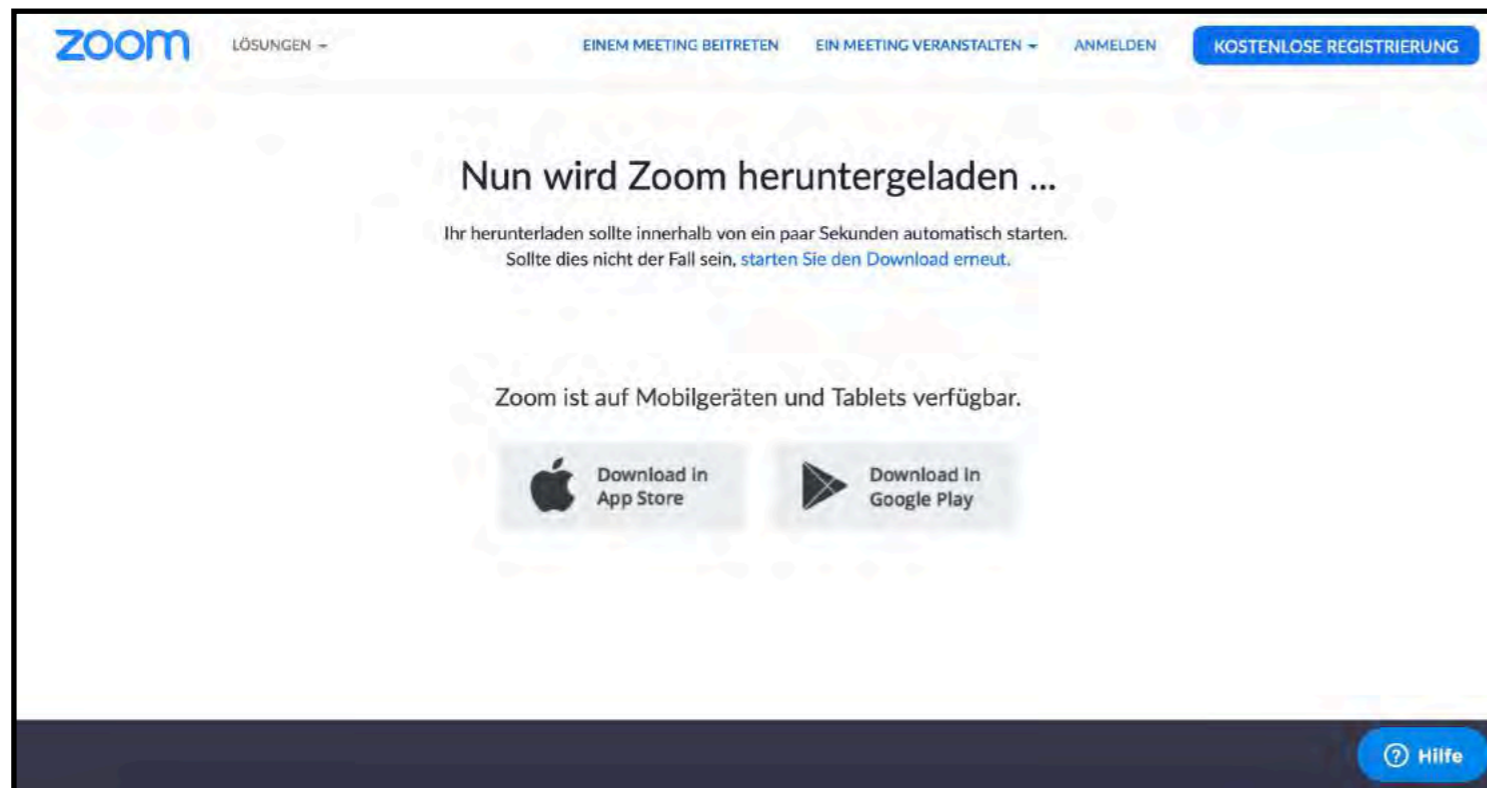 zoom
LÖSUNGEN
EINEM MEETING BEITRETEN
EIN MEETING VERANSTALTEN
ANMELDEN
KOSTENLOSE REGISTRIERUNG
Nun wird Zoom heruntergeladen ...
Ihr herunterladen sollte innerhalb von ein paar Sekunden automatisch starten.
Sollte dies nicht der Fall sein, starten Sie den Download erneut.
Zoom ist auf Mobilgeräten und Tablets verfügbar.
Download in
App Store
Download in
Google Play
Hilfe